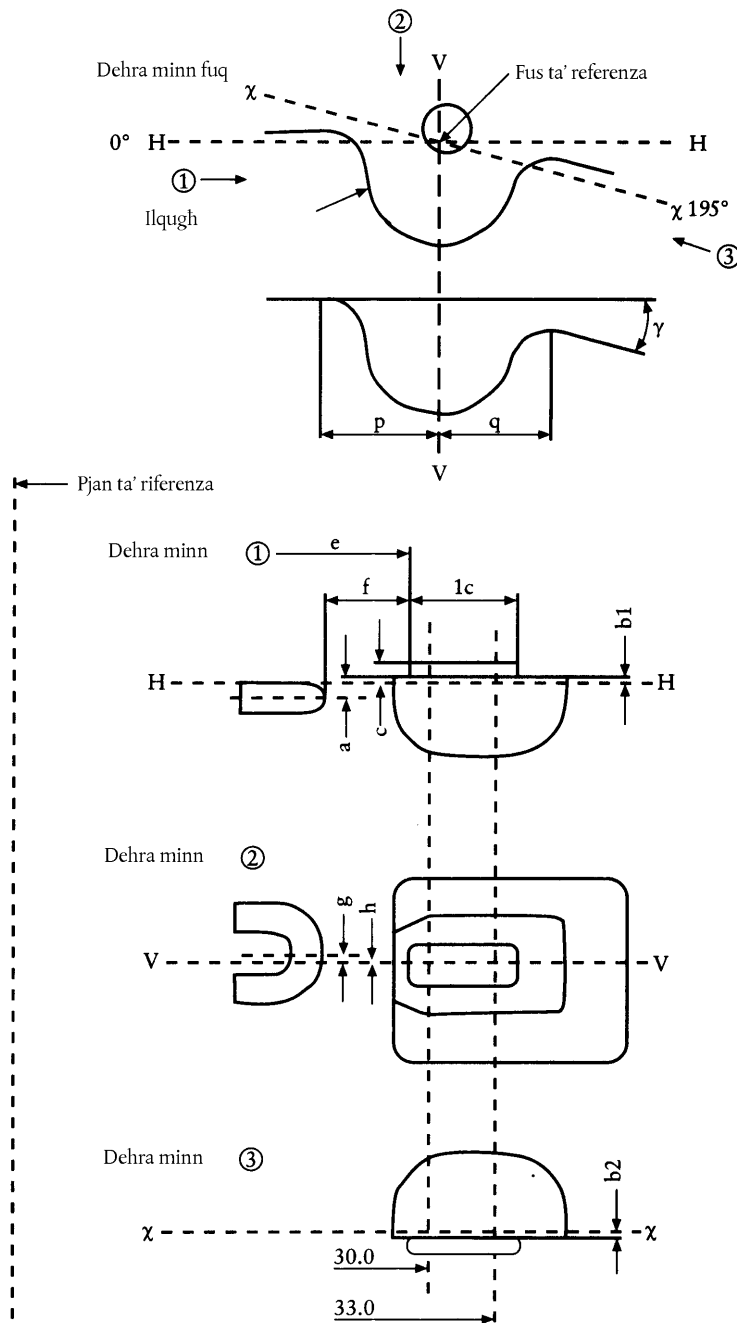 ②
V
Dehra minn fuq
Fus ta' referenza
χ
0° H
H
①
χ 195°
Ilqugħ
③
γ
p
q
V
Pjan ta' riferenza
Dehra minn ①
e
f
1c
b1
H
H
a
c
Dehra minn ②
g
h
V
V
Dehra minn ③
b2
χ
χ
30.0
33.0